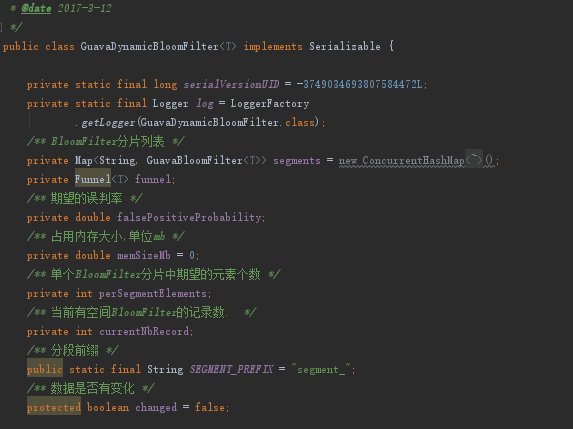 * @date 2017-3-12
*/
public class GuavaDynamicBloomFilter<T> implements Serializable {
private static final long serialVersionUID = -3749034693807584472L;
private static final Logger log = LoggerFactory
.getLogger(GuavaDynamicBloomFilter.class);
/** BloomFilter分片列表 */
private Map<String, GuavaBloomFilter<T>> segments = new ConcurrentHashMap<~>();
private Funnel<T> funnel;
/** 期望的误判率 */
private double falsePositiveProbability;
/** 占用内存大小,单位mb */
private double memSizeMb = 0;
/** 单个BloomFilter分片中期望的元素个数 */
private int perSegmentElements;
/** 当前有空间BloomFilter的记录数. */
private int currentNbRecord;
/** 分段前缀 */
public static final String SEGMENT_PREFIX = "segment_";
/** 数据是否有变化 */
protected boolean changed = false;